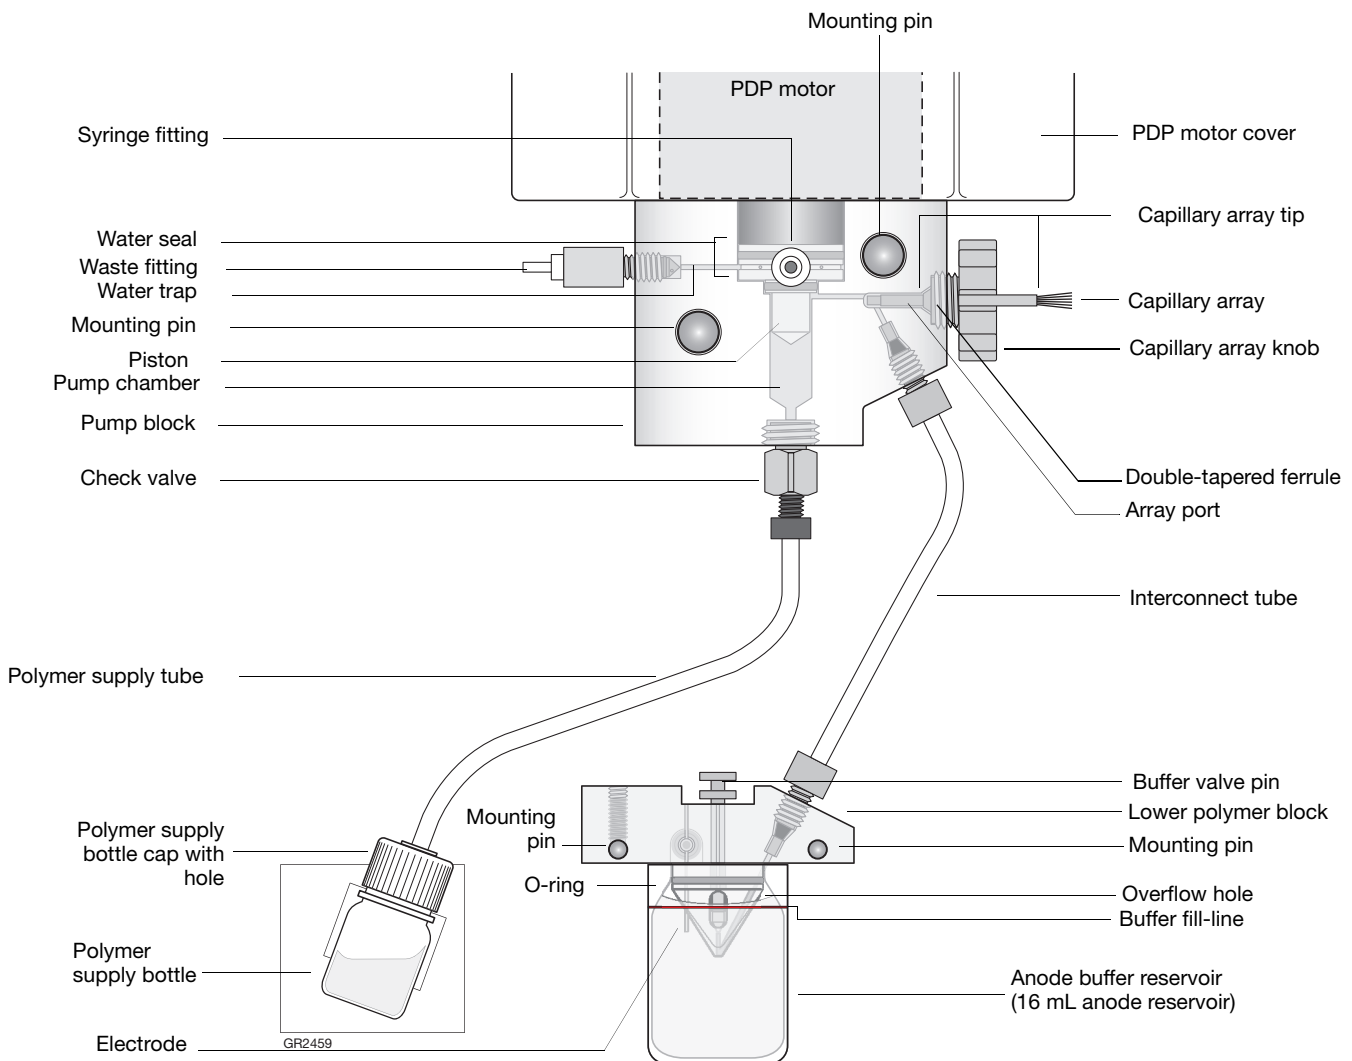 Mounting pin
PDP motor
Syringe fitting
PDP motor cover
Capillary array tip
Water seal
Waste fitting
Water trap
Capillary array
Mounting pin
Capillary array knob
Piston
Pump chamber
Pump block
Check valve
Double-tapered ferrule
Array port
Interconnect tube
Polymer supply tube
Buffer valve pin
Lower polymer block
Mounting
pin
Mounting pin
Polymer supply
bottle cap with
hole
O-ring
Overflow hole
Buffer fill-line
Polymer
supply bottle
Anode buffer reservoir
(16 mL anode reservoir)
Electrode
GR2459